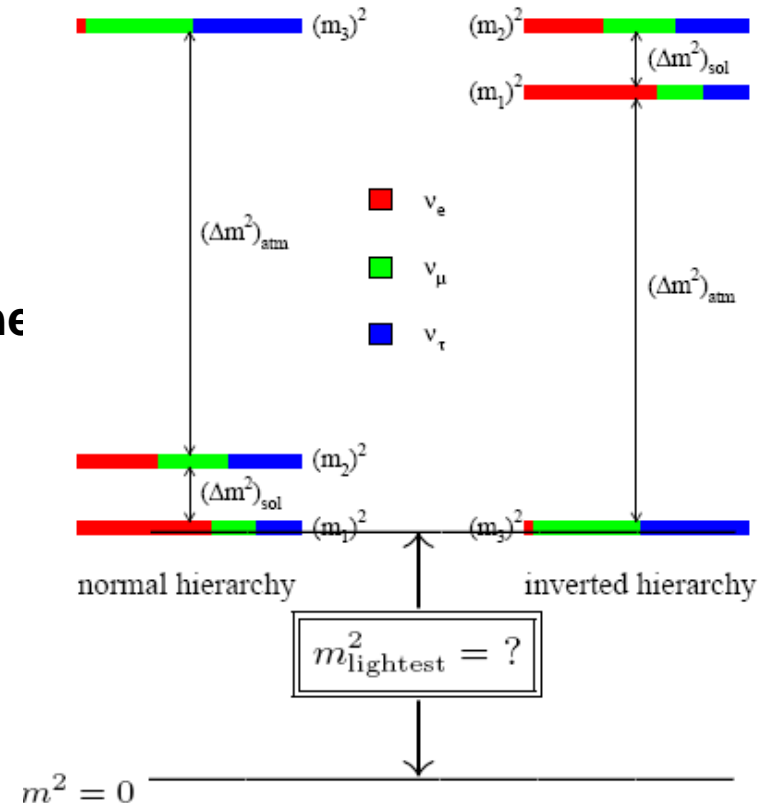 (m₃)² (m₂)²
(Δm²)sol
(m₁)²
νe
(Δm²)atm
νμ
(Δm²)atm
ντ
(m₂)²
(Δm²)sol
(m₁)² (m₃)²
normal hierarchy inverted hierarchy
m²lightest = ?
m² = 0